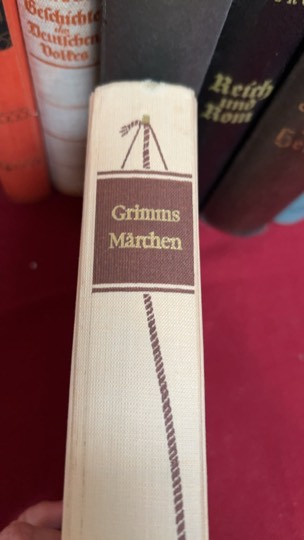 Geschichte
des
Deutschen
Volkes
Reich
und
Rom
Grimms
Märchen